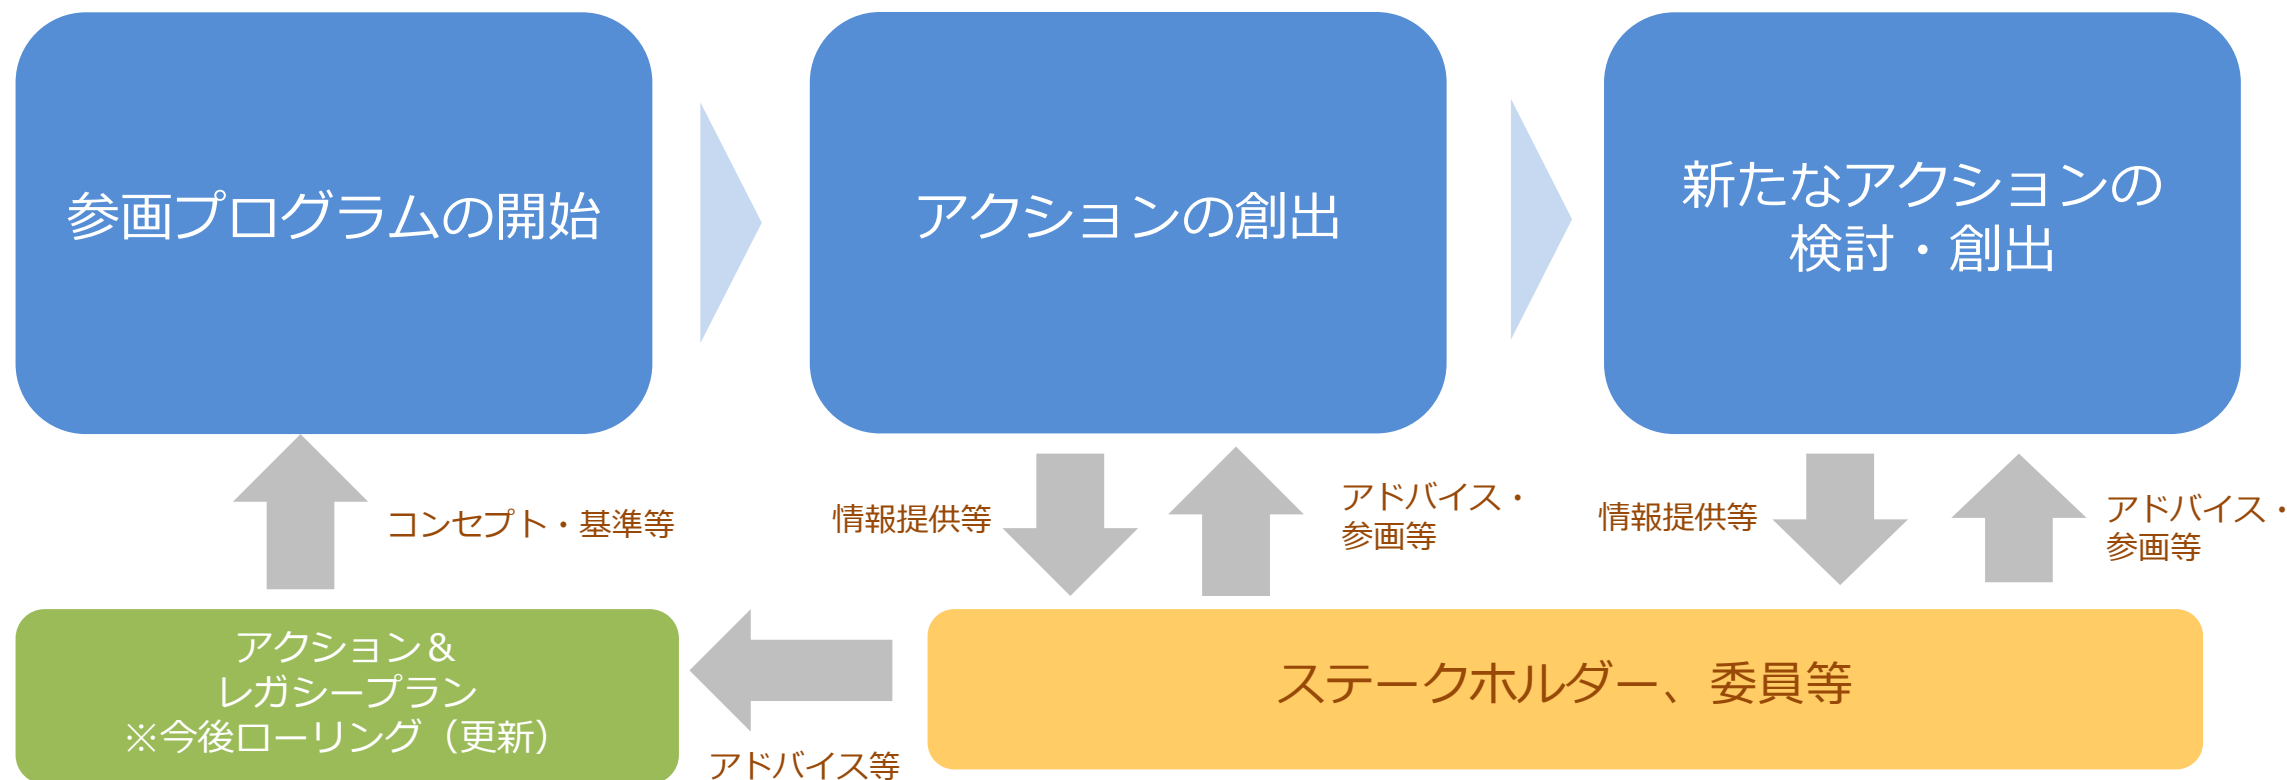 参画プログラムの開始
アクションの創出
新たなアクションの
検討・創出
コンセプト・基準等
情報提供等
アドバイス・
参画等
情報提供等
アドバイス・
参画等
アクション＆
レガシープラン
※今後ローリング（更新）
アドバイス等
ステークホルダー、委員等